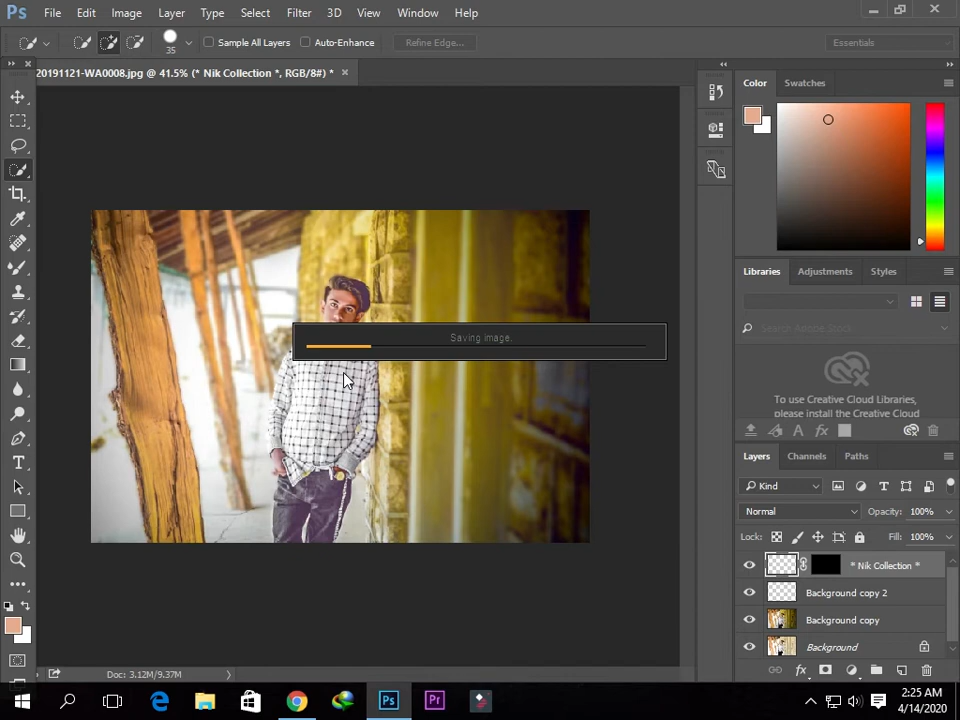 Ps File Edit Image Layer Type Select Filter 3D View Window Help
35 Sample All Layers Auto-Enhance Refine Edge... Essentials
20191121-WA0008.jpg @ 41.5% (* Nik Collection *, RGB/8#) *
Color Swatches
Libraries Adjustments Styles
Search Adobe Stock
Saving image.
To use Creative Cloud Libraries,
please install the Creative Cloud
Layers Channels Paths
Kind
Normal Opacity: 100%
Lock: Fill: 100%
* Nik Collection *
Background copy 2
Background copy
Background
Doc: 3.12M/9.37M
Ps Pr 2:25 AM
4/14/2020